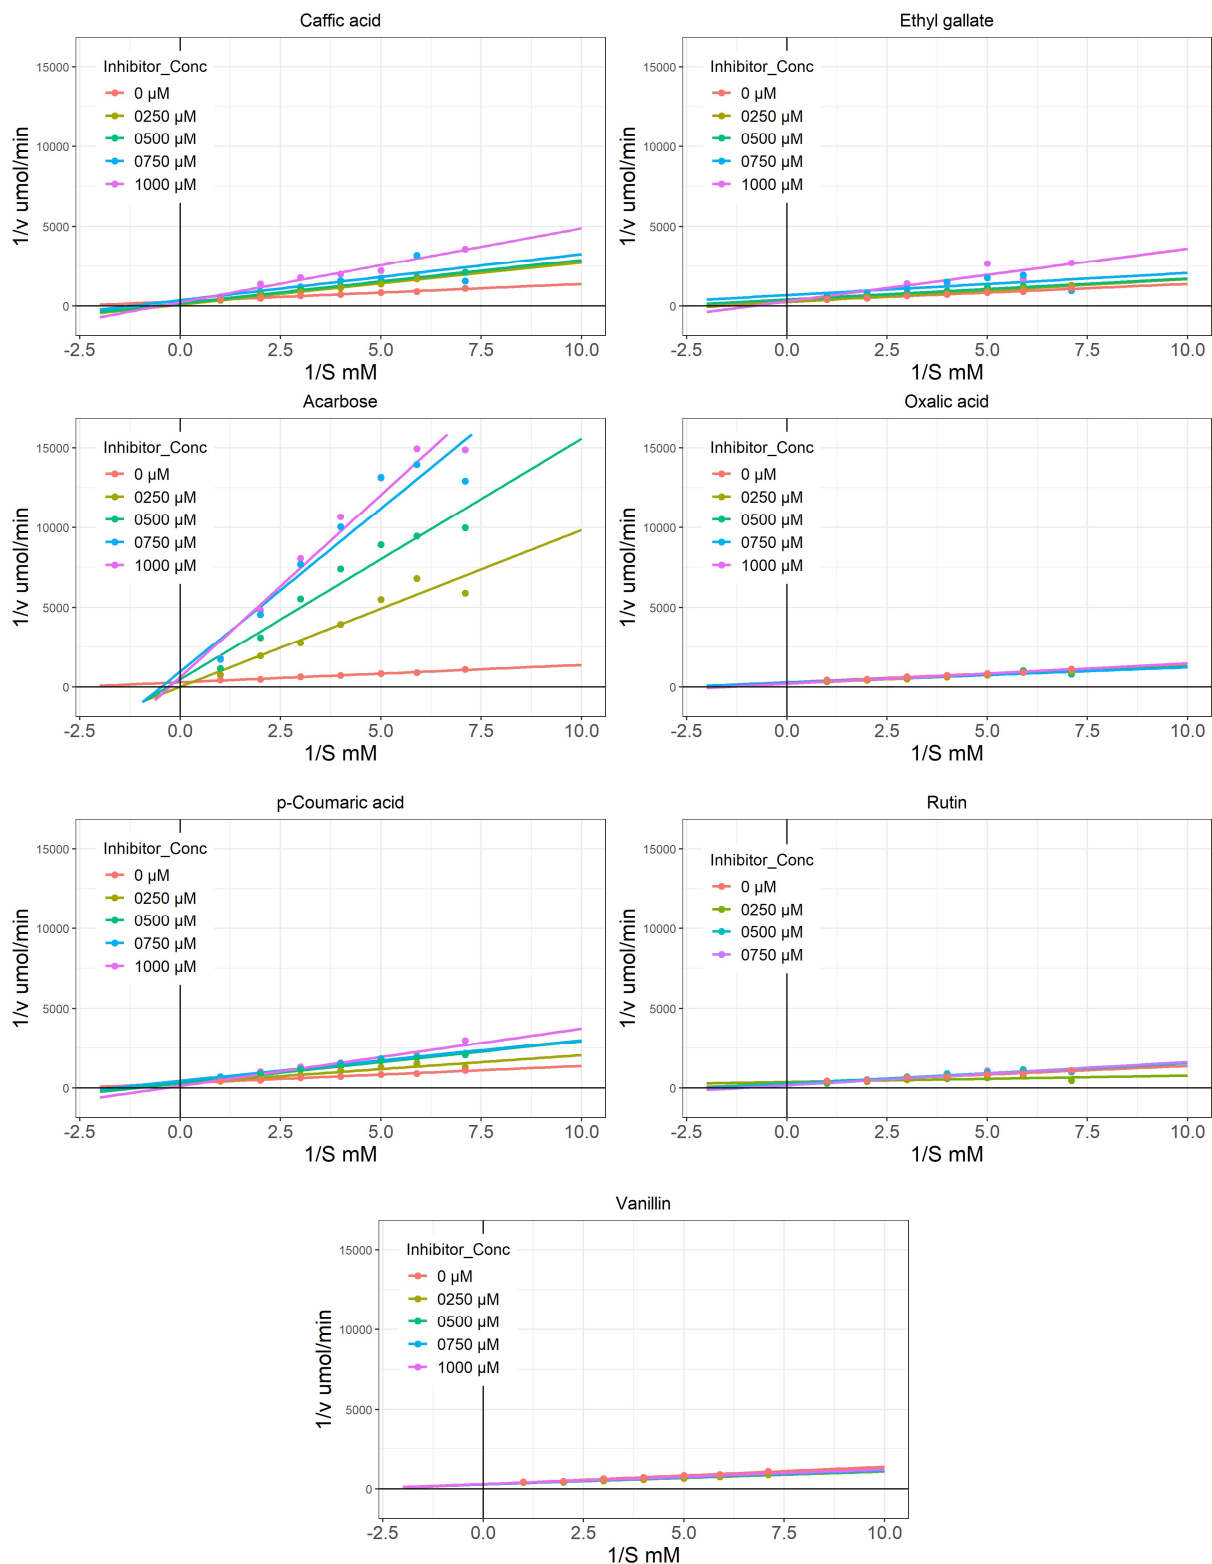 Caffic acid
1/v umol/min
15000
10000
5000
0
Inhibitor_Conc
0 µM
0250 µM
0500 µM
0750 µM
1000 µM
-2.5 0.0 2.5 5.0 7.5 10.0
1/S mM
Ethyl gallate
1/v umol/min
15000
10000
5000
0
Inhibitor_Conc
0 µM
0250 µM
0500 µM
0750 µM
1000 µM
-2.5 0.0 2.5 5.0 7.5 10.0
1/S mM
Acarbose
1/v umol/min
15000
10000
5000
0
Inhibitor_Conc
0 µM
0250 µM
0500 µM
0750 µM
1000 µM
-2.5 0.0 2.5 5.0 7.5 10.0
1/S mM
Oxalic acid
1/v umol/min
15000
10000
5000
0
Inhibitor_Conc
0 µM
0250 µM
0500 µM
0750 µM
1000 µM
-2.5 0.0 2.5 5.0 7.5 10.0
1/S mM
p-Coumaric acid
1/v umol/min
15000
10000
5000
0
Inhibitor_Conc
0 µM
0250 µM
0500 µM
0750 µM
1000 µM
-2.5 0.0 2.5 5.0 7.5 10.0
1/S mM
Rutin
1/v umol/min
15000
10000
5000
0
Inhibitor_Conc
0 µM
0250 µM
0500 µM
0750 µM
-2.5 0.0 2.5 5.0 7.5 10.0
1/S mM
Vanillin
1/v umol/min
15000
10000
5000
0
Inhibitor_Conc
0 µM
0250 µM
0500 µM
0750 µM
1000 µM
-2.5 0.0 2.5 5.0 7.5 10.0
1/S mM